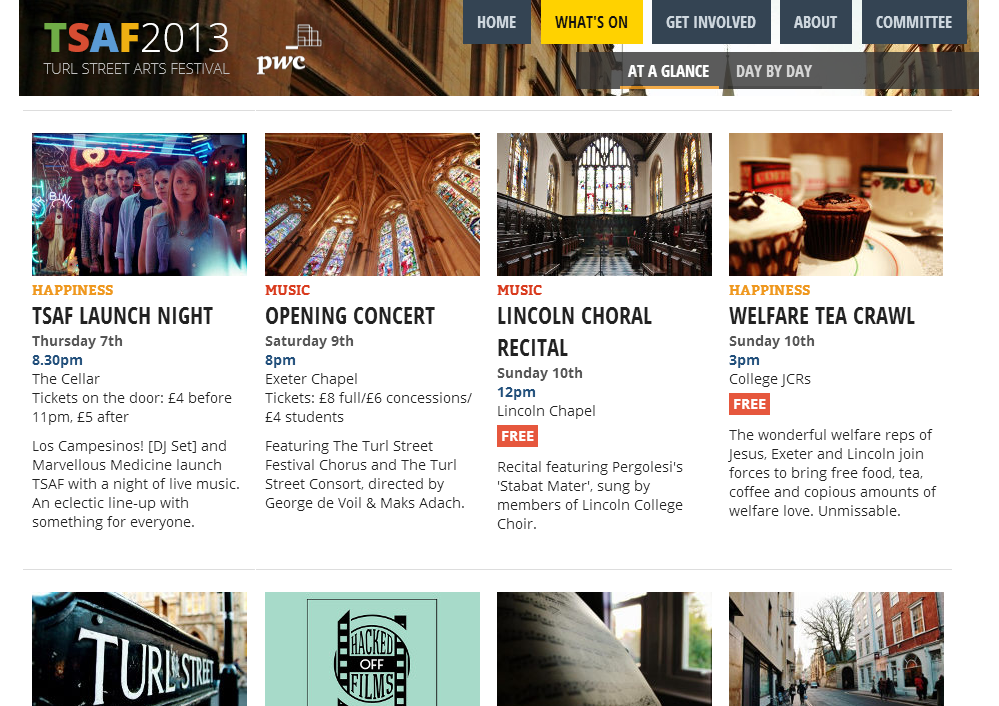 TSAF2013
TURL STREET ARTS FESTIVAL
pwc
HOME
WHAT'S ON
GET INVOLVED
ABOUT
COMMITTEE
AT A GLANCE
DAY BY DAY
HAPPINESS
TSAF LAUNCH NIGHT
Thursday 7th
8.30pm
The Cellar
Tickets on the door: £4 before
11pm, £5 after
Los Campesinos! [DJ Set] and
Marvellous Medicine launch
TSAF with a night of live music.
An eclectic line-up with
something for everyone.
MUSIC
OPENING CONCERT
Saturday 9th
8pm
Exeter Chapel
Tickets: £8 full/£6 concessions/
£4 students
Featuring The Turl Street
Festival Chorus and The Turl
Street Consort, directed by
George de Voil & Maks Adach.
MUSIC
LINCOLN CHORAL
RECITAL
Sunday 10th
12pm
Lincoln Chapel
FREE
Recital featuring Pergolesi's
'Stabat Mater', sung by
members of Lincoln College
Choir.
HAPPINESS
WELFARE TEA CRAWL
Sunday 10th
3pm
College JCRs
FREE
The wonderful welfare reps of
Jesus, Exeter and Lincoln join
forces to bring free food, tea,
coffee and copious amounts of
welfare love. Unmissable.
TURL STREET
HACKED
OFF
FILMS